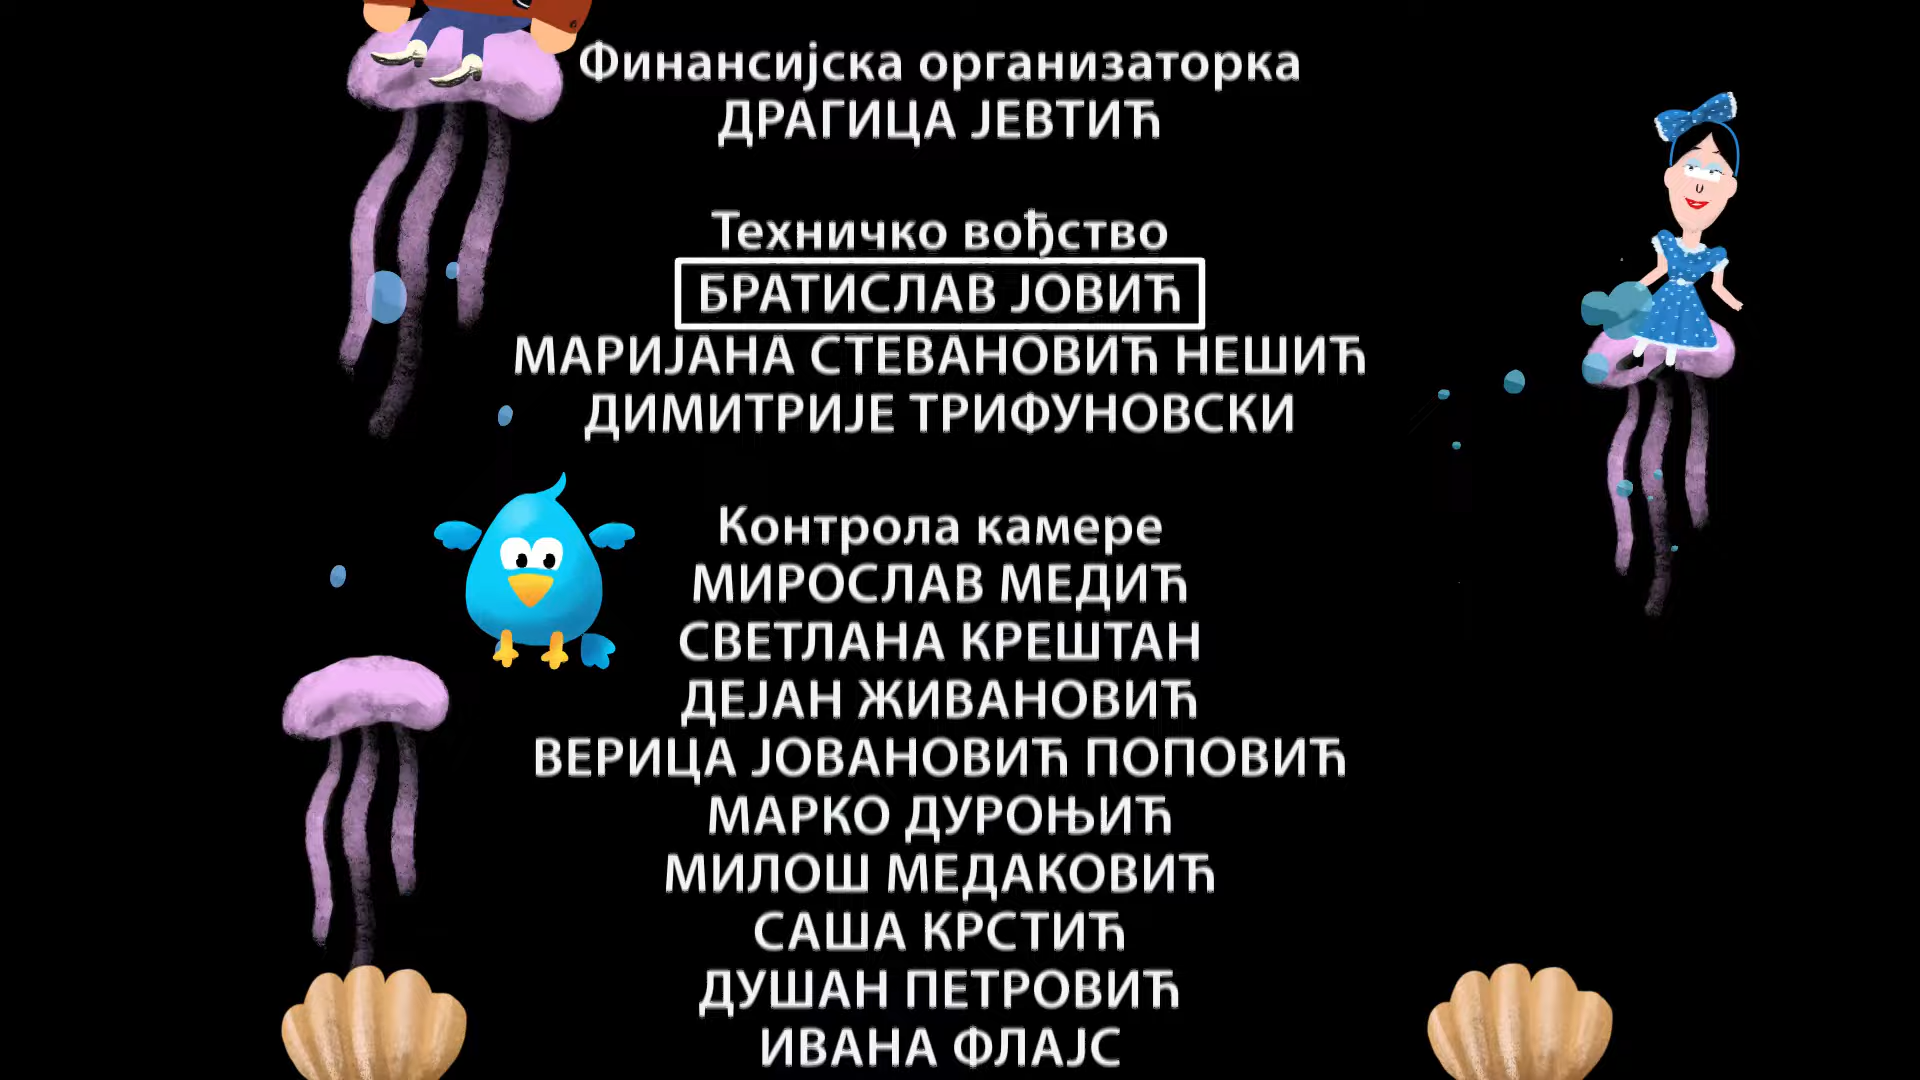 Финансијска организаторка
ДРАГИЦА ЈЕВТИЋ
Техничко вођство
БРАТИСЛАВ ЈОВИЋ
МАРИЈАНА СТЕВАНОВИЋ НЕШИЋ
ДИМИТРИЈЕ ТРИФУНОВСКИ
Контрола камере
МИРОСЛАВ МЕДИЋ
СВЕТЛАНА КРЕШТАН
ДЕЈАН ЖИВАНОВИЋ
ВЕРИЦА ЈОВАНОВИЋ ПОПОВИЋ
МАРКО ДУРОЊИЋ
МИЛОШ МЕДАКОВИЋ
САША КРСТИЋ
ДУШАН ПЕТРОВИЋ
ИВАНА ФЛАЈС